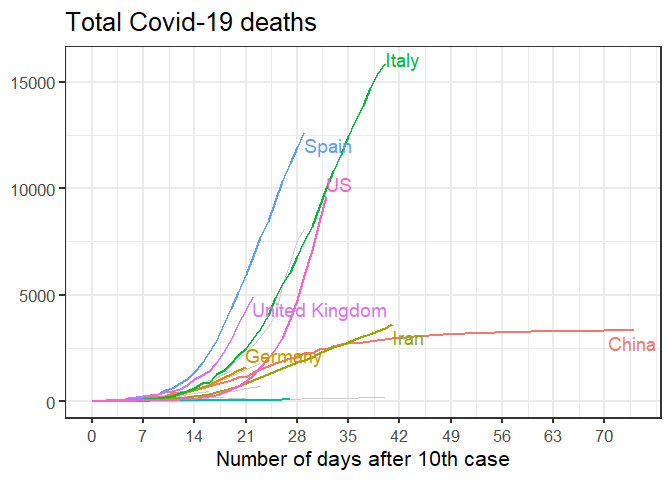 Total Covid-19 deaths
Italy
15000
Spain
US
10000
United Kingdom
5000
Iran
Germany
China
0
0 7 14 21 28 35 42 49 56 63 70
Number of days after 10th case